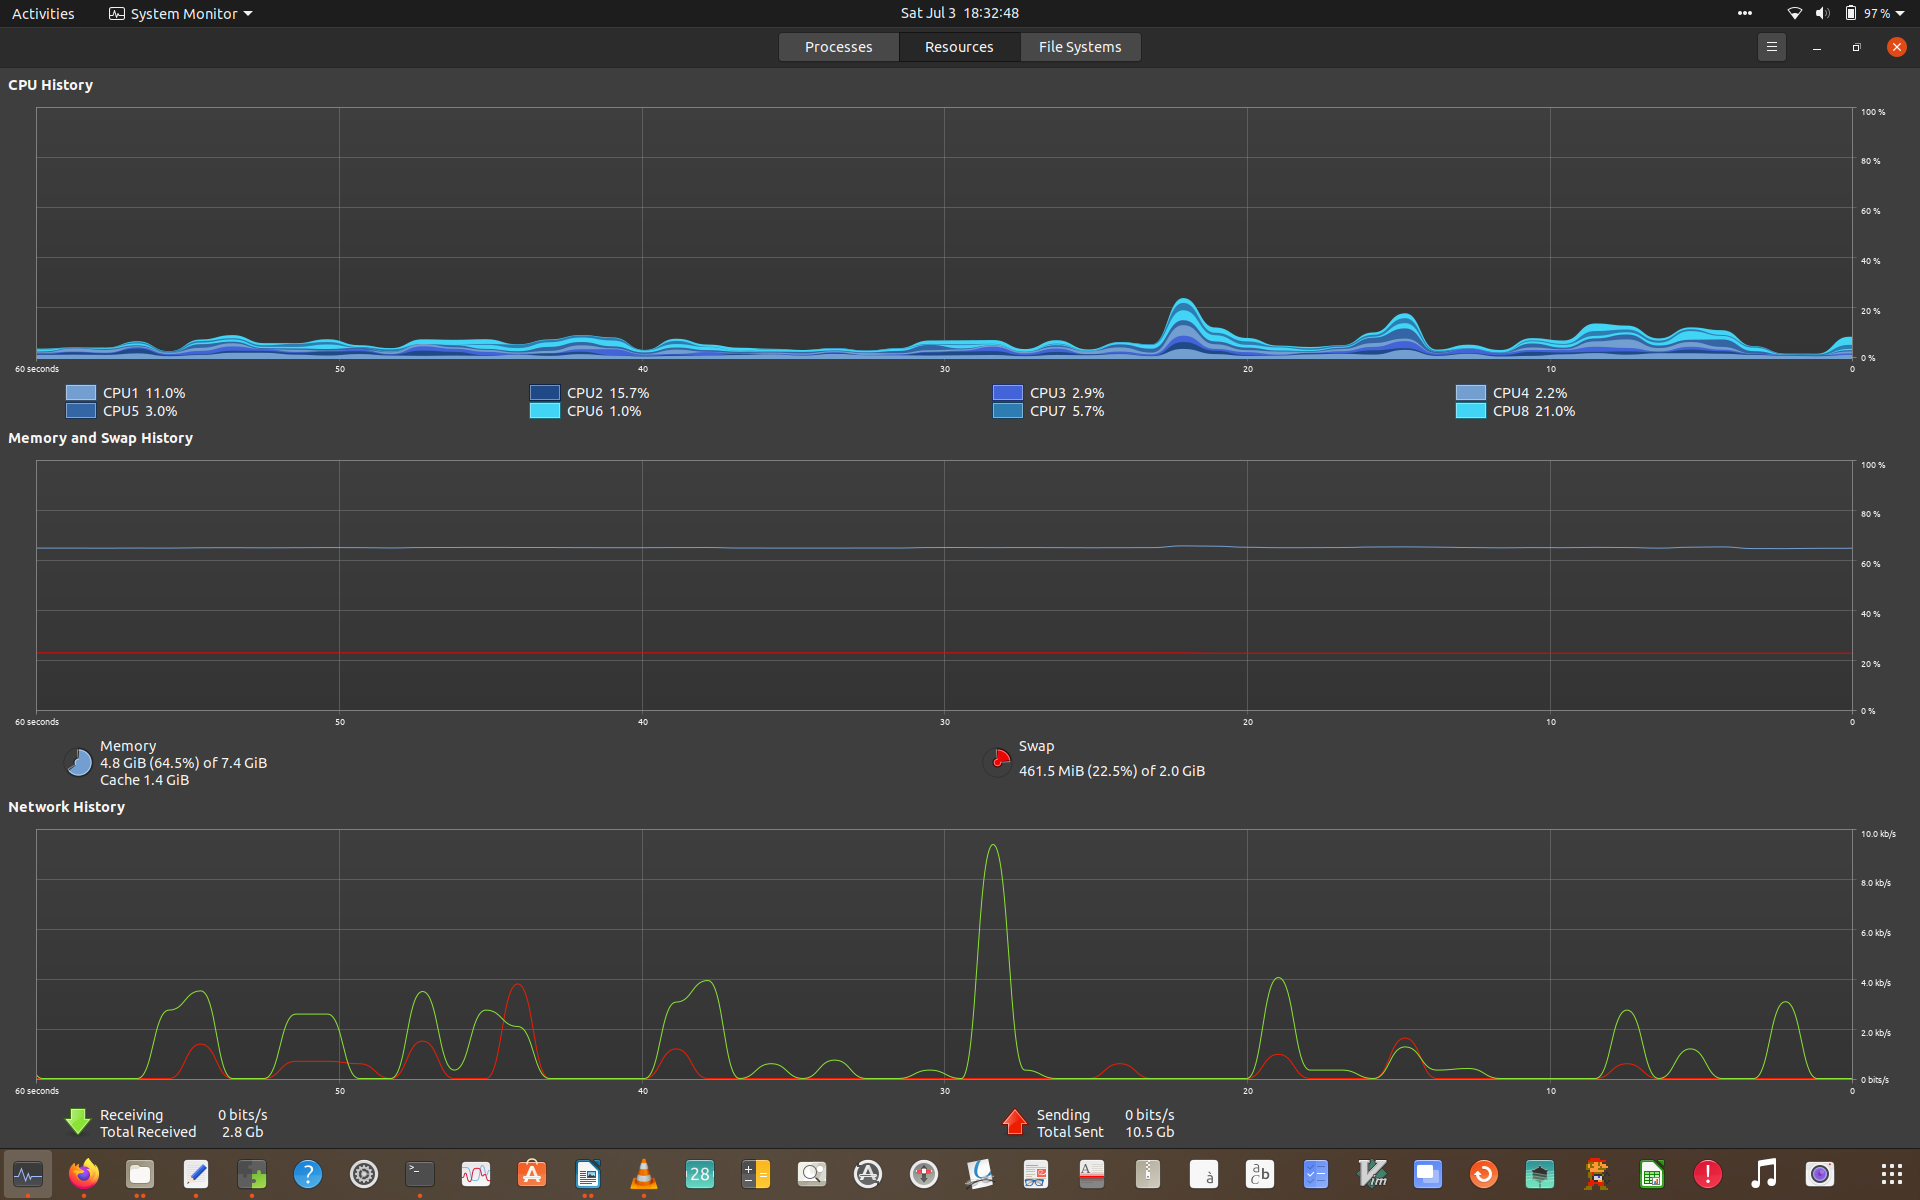 Activities System Monitor Sat Jul 3 18:32:48 97 %
Processes Resources File Systems
CPU History
100 %
80 %
60 %
40 %
20 %
0 %
60 seconds 50 40 30 20 10 0
CPU1 11.0% CPU2 15.7% CPU3 2.9% CPU4 2.2%
CPU5 3.0% CPU6 1.0% CPU7 5.7% CPU8 21.0%
Memory and Swap History
100 %
80 %
60 %
40 %
20 %
0 %
60 seconds 50 40 30 20 10 0
Memory
4.8 GiB (64.5%) of 7.4 GiB
Cache 1.4 GiB
Swap
461.5 MiB (22.5%) of 2.0 GiB
Network History
10.0 kb/s
8.0 kb/s
6.0 kb/s
4.0 kb/s
2.0 kb/s
0 bits/s
60 seconds 50 40 30 20 10 0
Receiving 0 bits/s
Total Received 2.8 Gb
Sending 0 bits/s
Total Sent 10.5 Gb
? >_ A 28 A à a b c Vim !